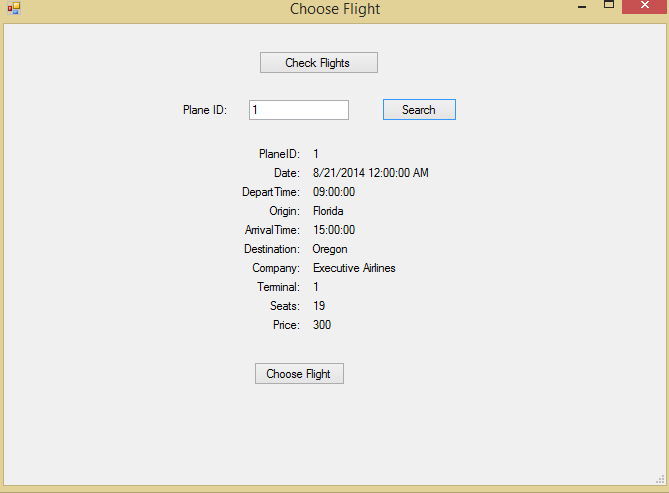 Choose Flight
Check Flights
Plane ID: 1 Search
PlaneID: 1
Date: 8/21/2014 12:00:00 AM
DepartTime: 09:00:00
Origin: Florida
ArrivalTime: 15:00:00
Destination: Oregon
Company: Executive Airlines
Terminal: 1
Seats: 19
Price: 300
Choose Flight